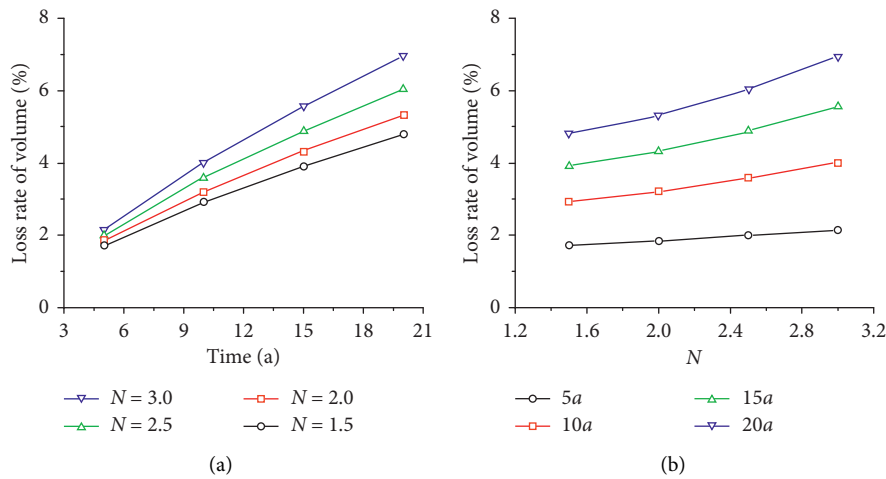 8
6
4
2
0
Loss rate of volume (%)
3 6 9 12 15 18 21
Time (a)
N = 3.0 N = 2.0
N = 2.5 N = 1.5
(a)
8
6
4
2
0
Loss rate of volume (%)
1.2 1.6 2.0 2.4 2.8 3.2
N
5a 15a
10a 20a
(b)